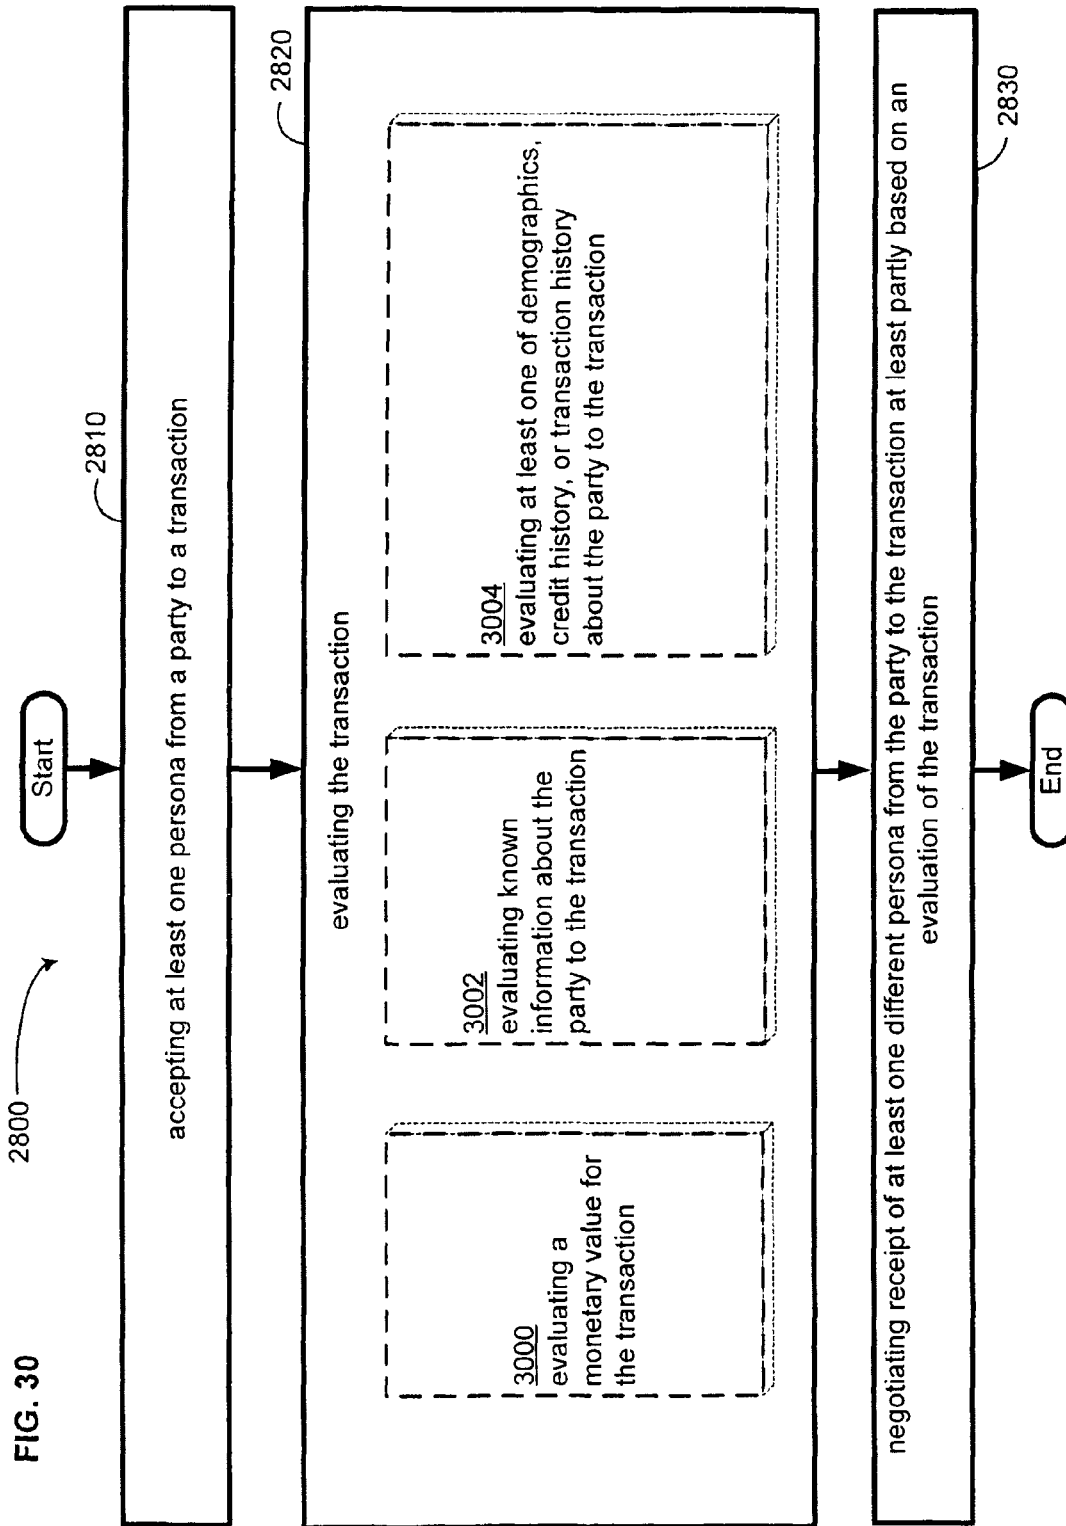 FIG. 30
2800
Start
2810
accepting at least one persona from a party to a transaction
2820
evaluating the transaction
3000
evaluating a
monetary value for
the transaction
3002
evaluating known
information about the
party to the transaction
3004
evaluating at least one of demographics,
credit history, or transaction history
about the party to the transaction
negotiating receipt of at least one different persona from the party to the transaction at least partly based on an
evaluation of the transaction
2830
End